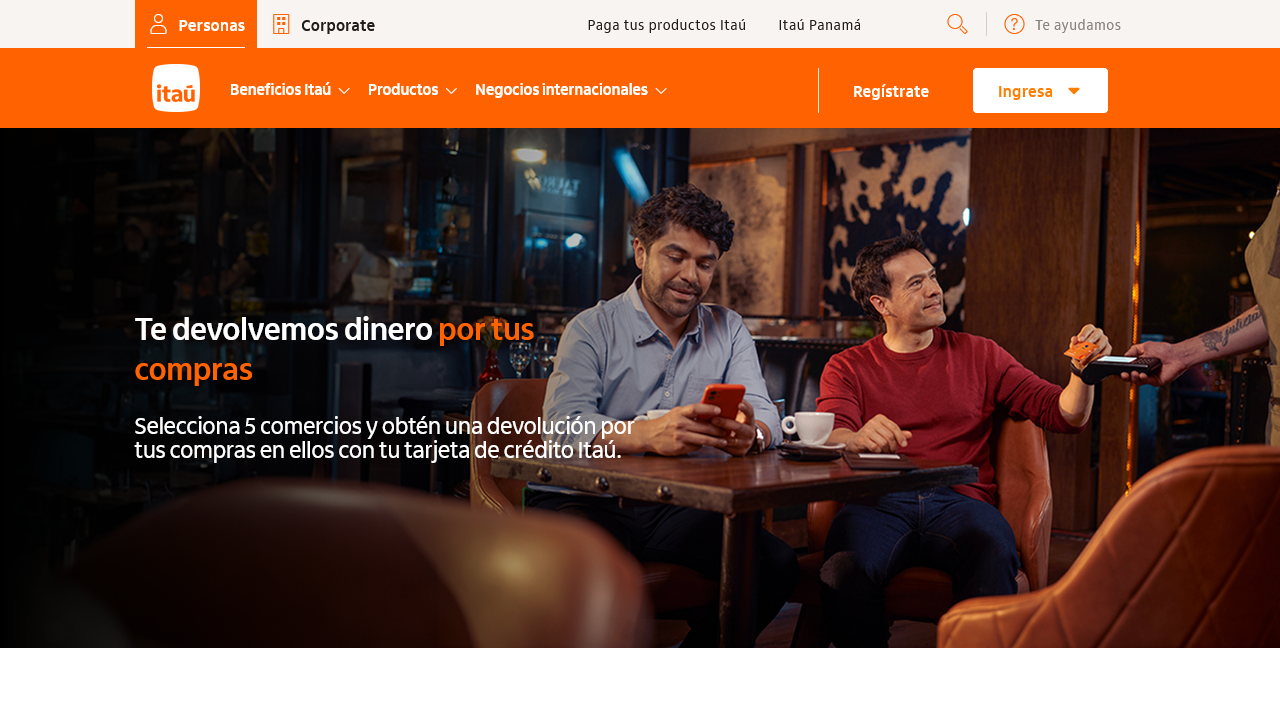 Personas
Corporate
Paga tus productos Itaú
Itaú Panamá
Te ayudamos
itaú
Beneficios Itaú
Productos
Negocios internacionales
Regístrate
Ingresa
Te devolvemos dinero por tus
compras
Selecciona 5 comercios y obtén una devolución por
tus compras en ellos con tu tarjeta de crédito Itaú.